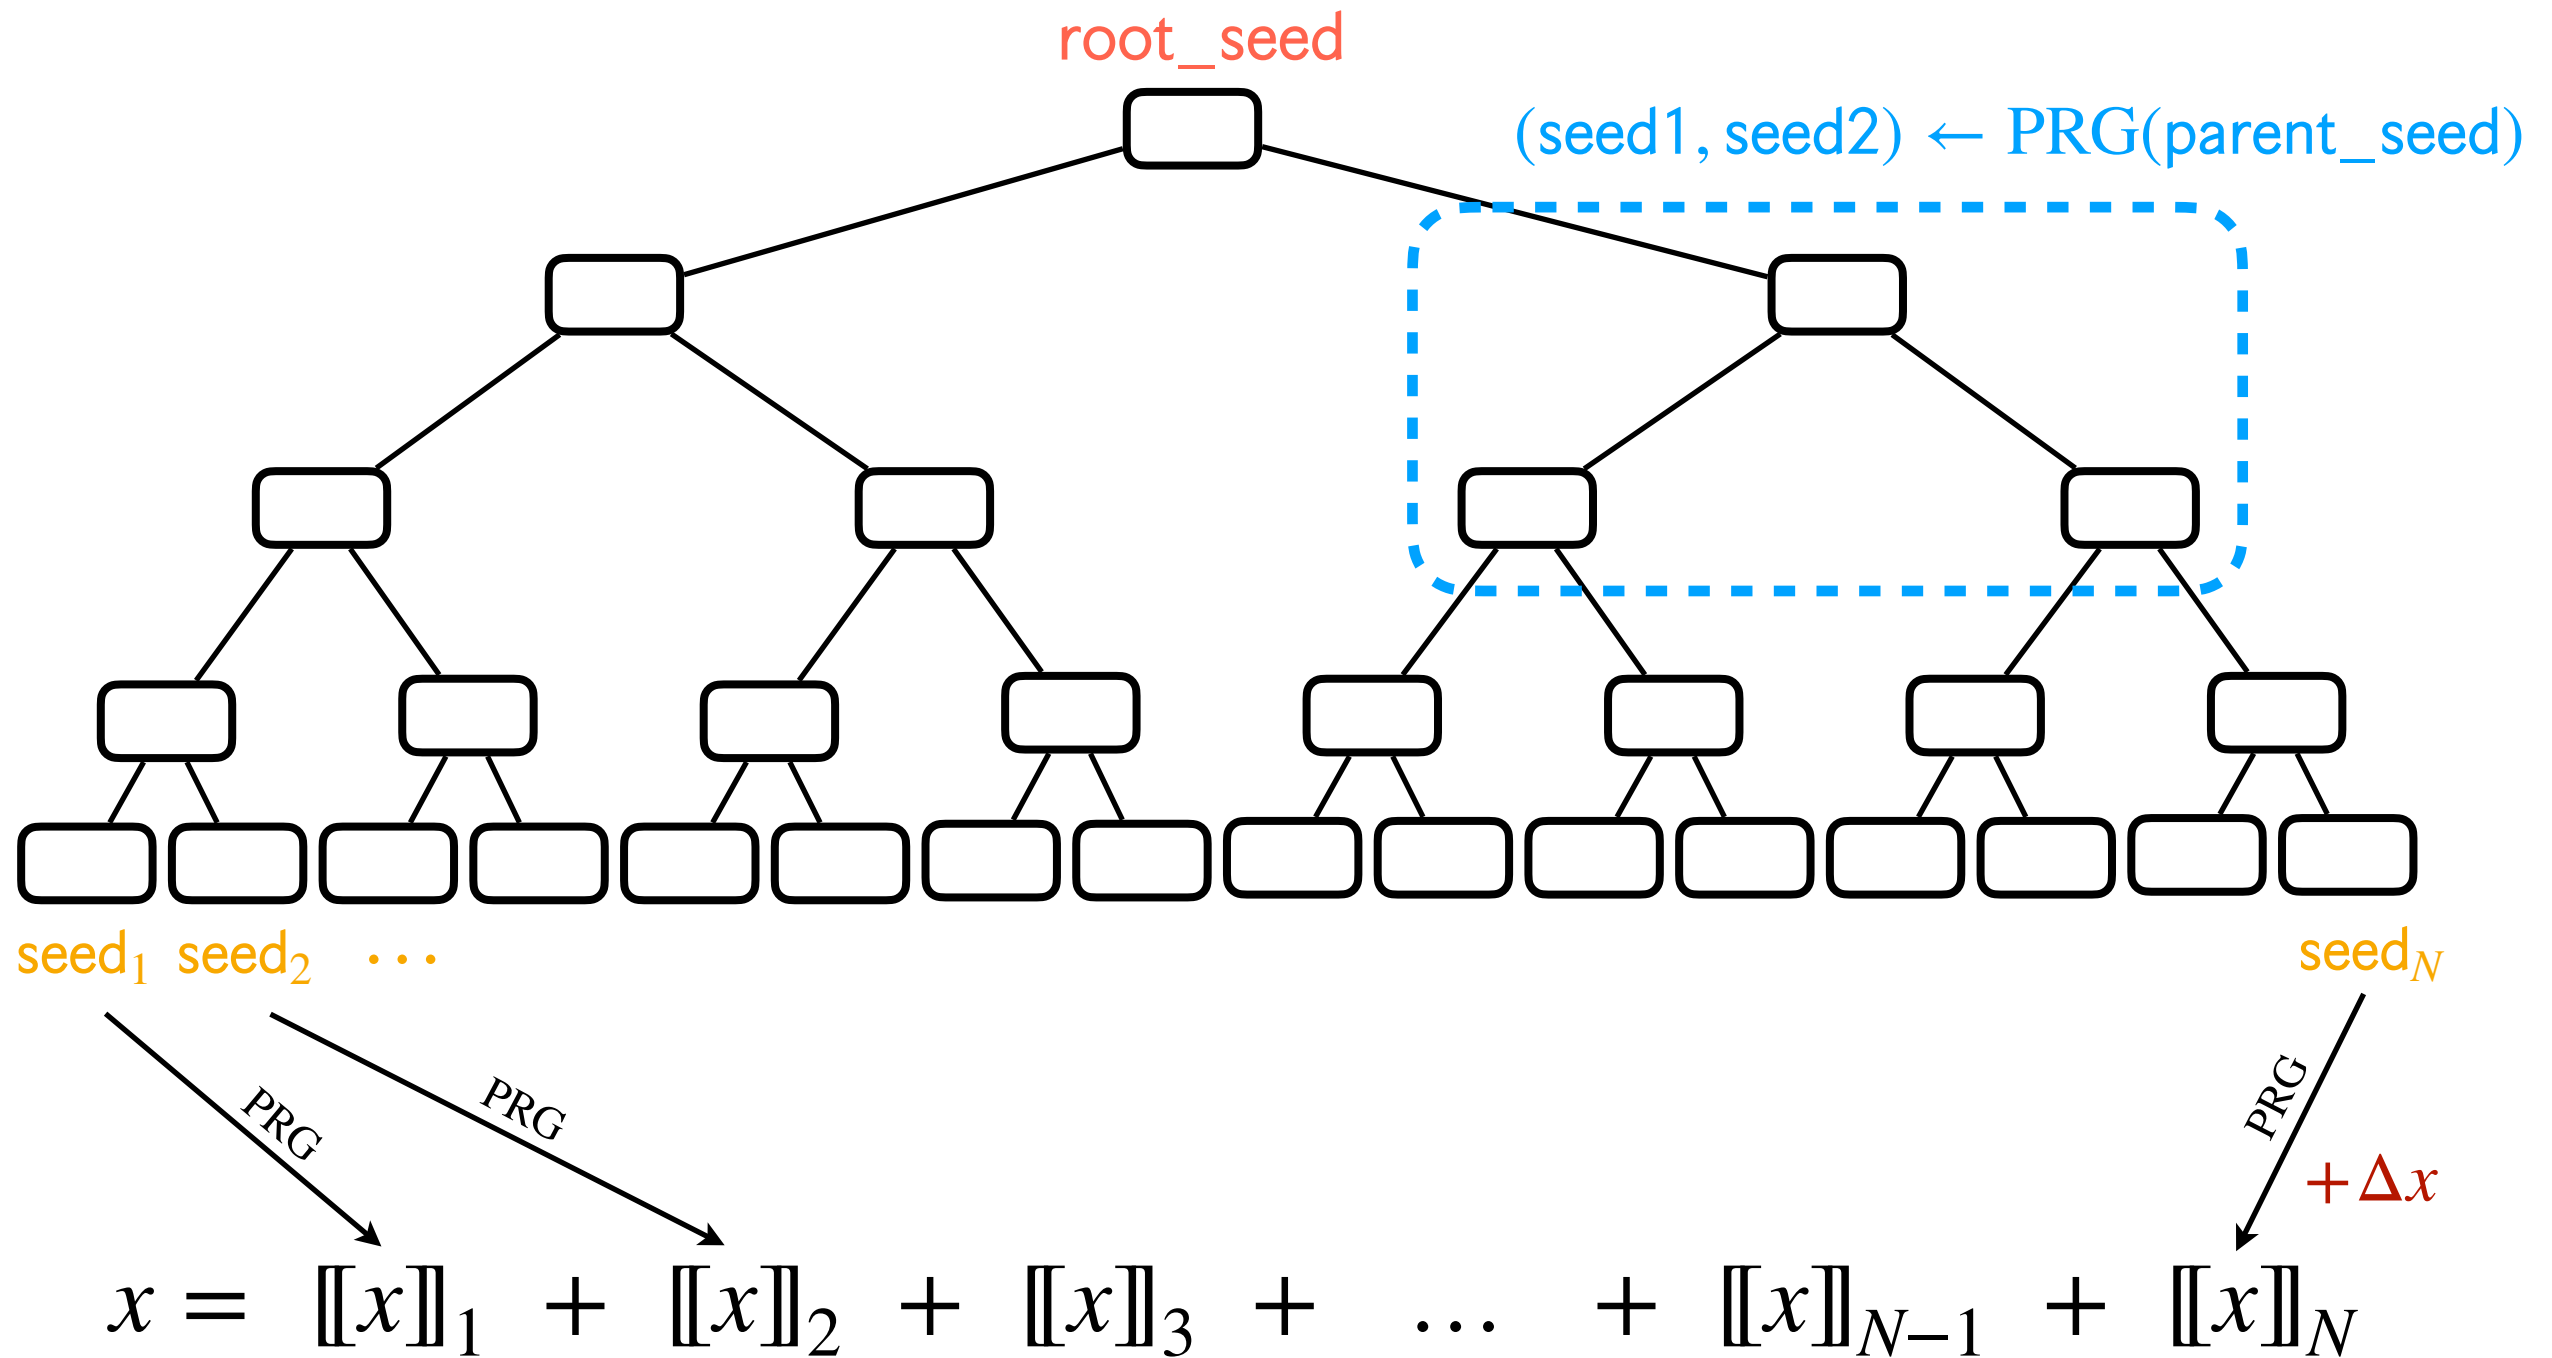 root_seed
(seed1, seed2) ← PRG(parent_seed)
seed₁ seed₂ ⋯ seed_N
PRG PRG PRG
+ Δx
x = ⟦x⟧₁ + ⟦x⟧₂ + ⟦x⟧₃ + … + ⟦x⟧_{N−1} + ⟦x⟧_N